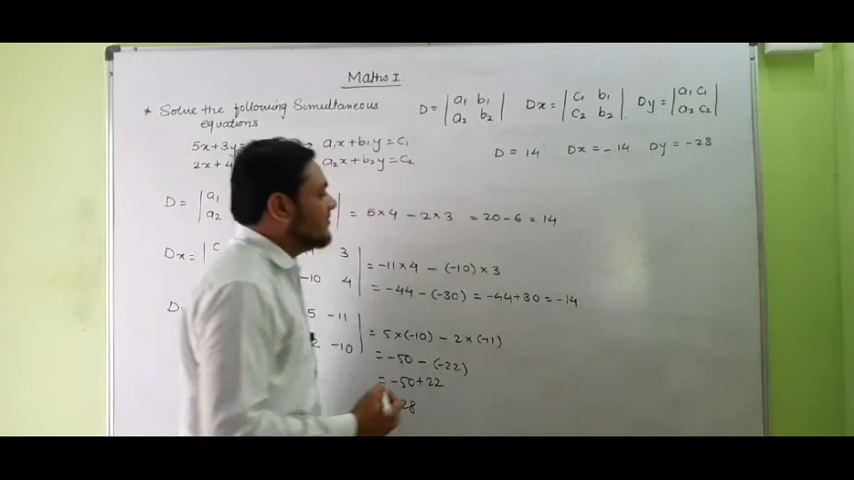 Maths I
* Solve the following Simultaneous
equations
D = | a₁ b₁ |
| a₂ b₂ |
Dx = | c₁ b₁ |
| c₂ b₂ |
Dy = | a₁ c₁ |
| a₂ c₂ |
5x+3y → a₁x + b₁y = c₁
2x+4 a₂x + b₂y = c₂
D = 14 Dx = -14 Dy = -28
D = | a₁
| a₂
| = 5×4 - 2×3 = 20-6 = 14
Dx = | c
3 | = -11×4 - (-10)×3
-10 4 | = -44 - (-30) = -44+30 = -14
5 -11 | = 5×(-10) - 2×(-11)
2 -10 | = -50 - (-22)
= -50+22
28